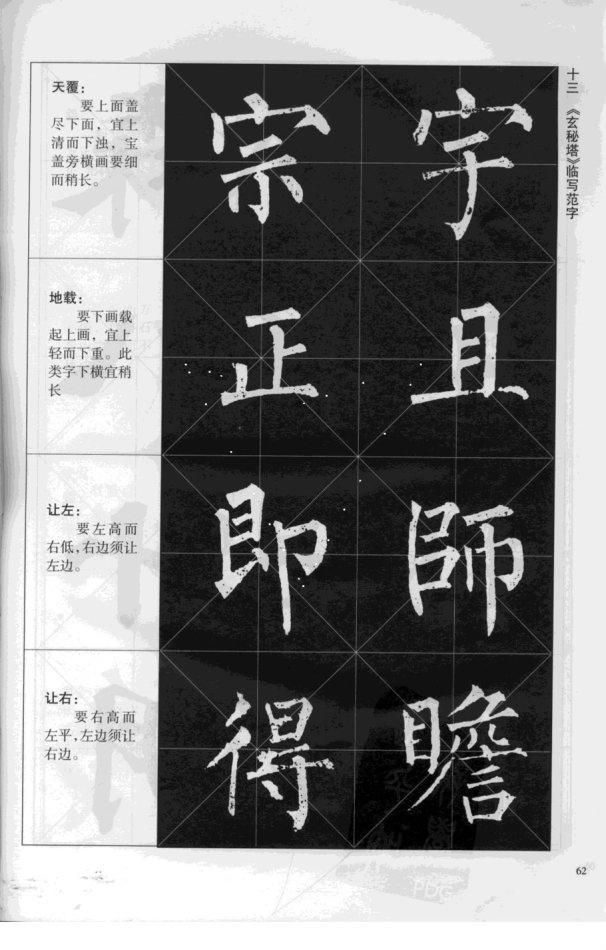 十三 《玄秘塔》临写范字
天覆：
要上面盖
尽下面，宜上
清而下浊，宝
盖旁横画要细
而稍长。
宗 宇
地载：
要下画载
起上画，宜上
轻而下重。此
类字下横宜稍
长
正 且
让左：
要左高而
右低，右边须让
左边。
即 師
让右：
要右高而
左平，左边须让
右边。
得 瞻
62
PDG